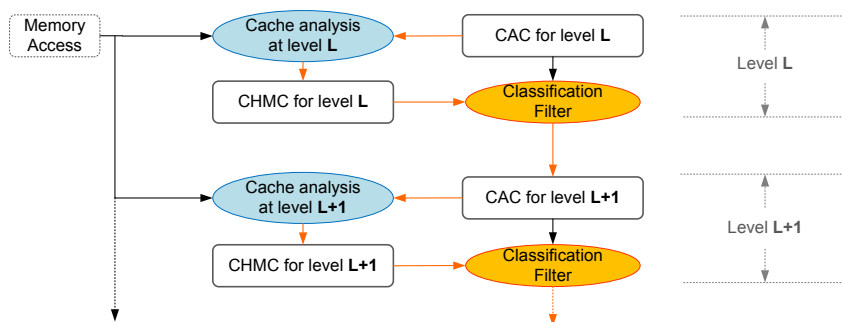 Memory
Access
Cache analysis
at level L
CAC for level L
Level L
CHMC for level L
Classification
Filter
Cache analysis
at level L+1
CAC for level L+1
Level L+1
CHMC for level L+1
Classification
Filter